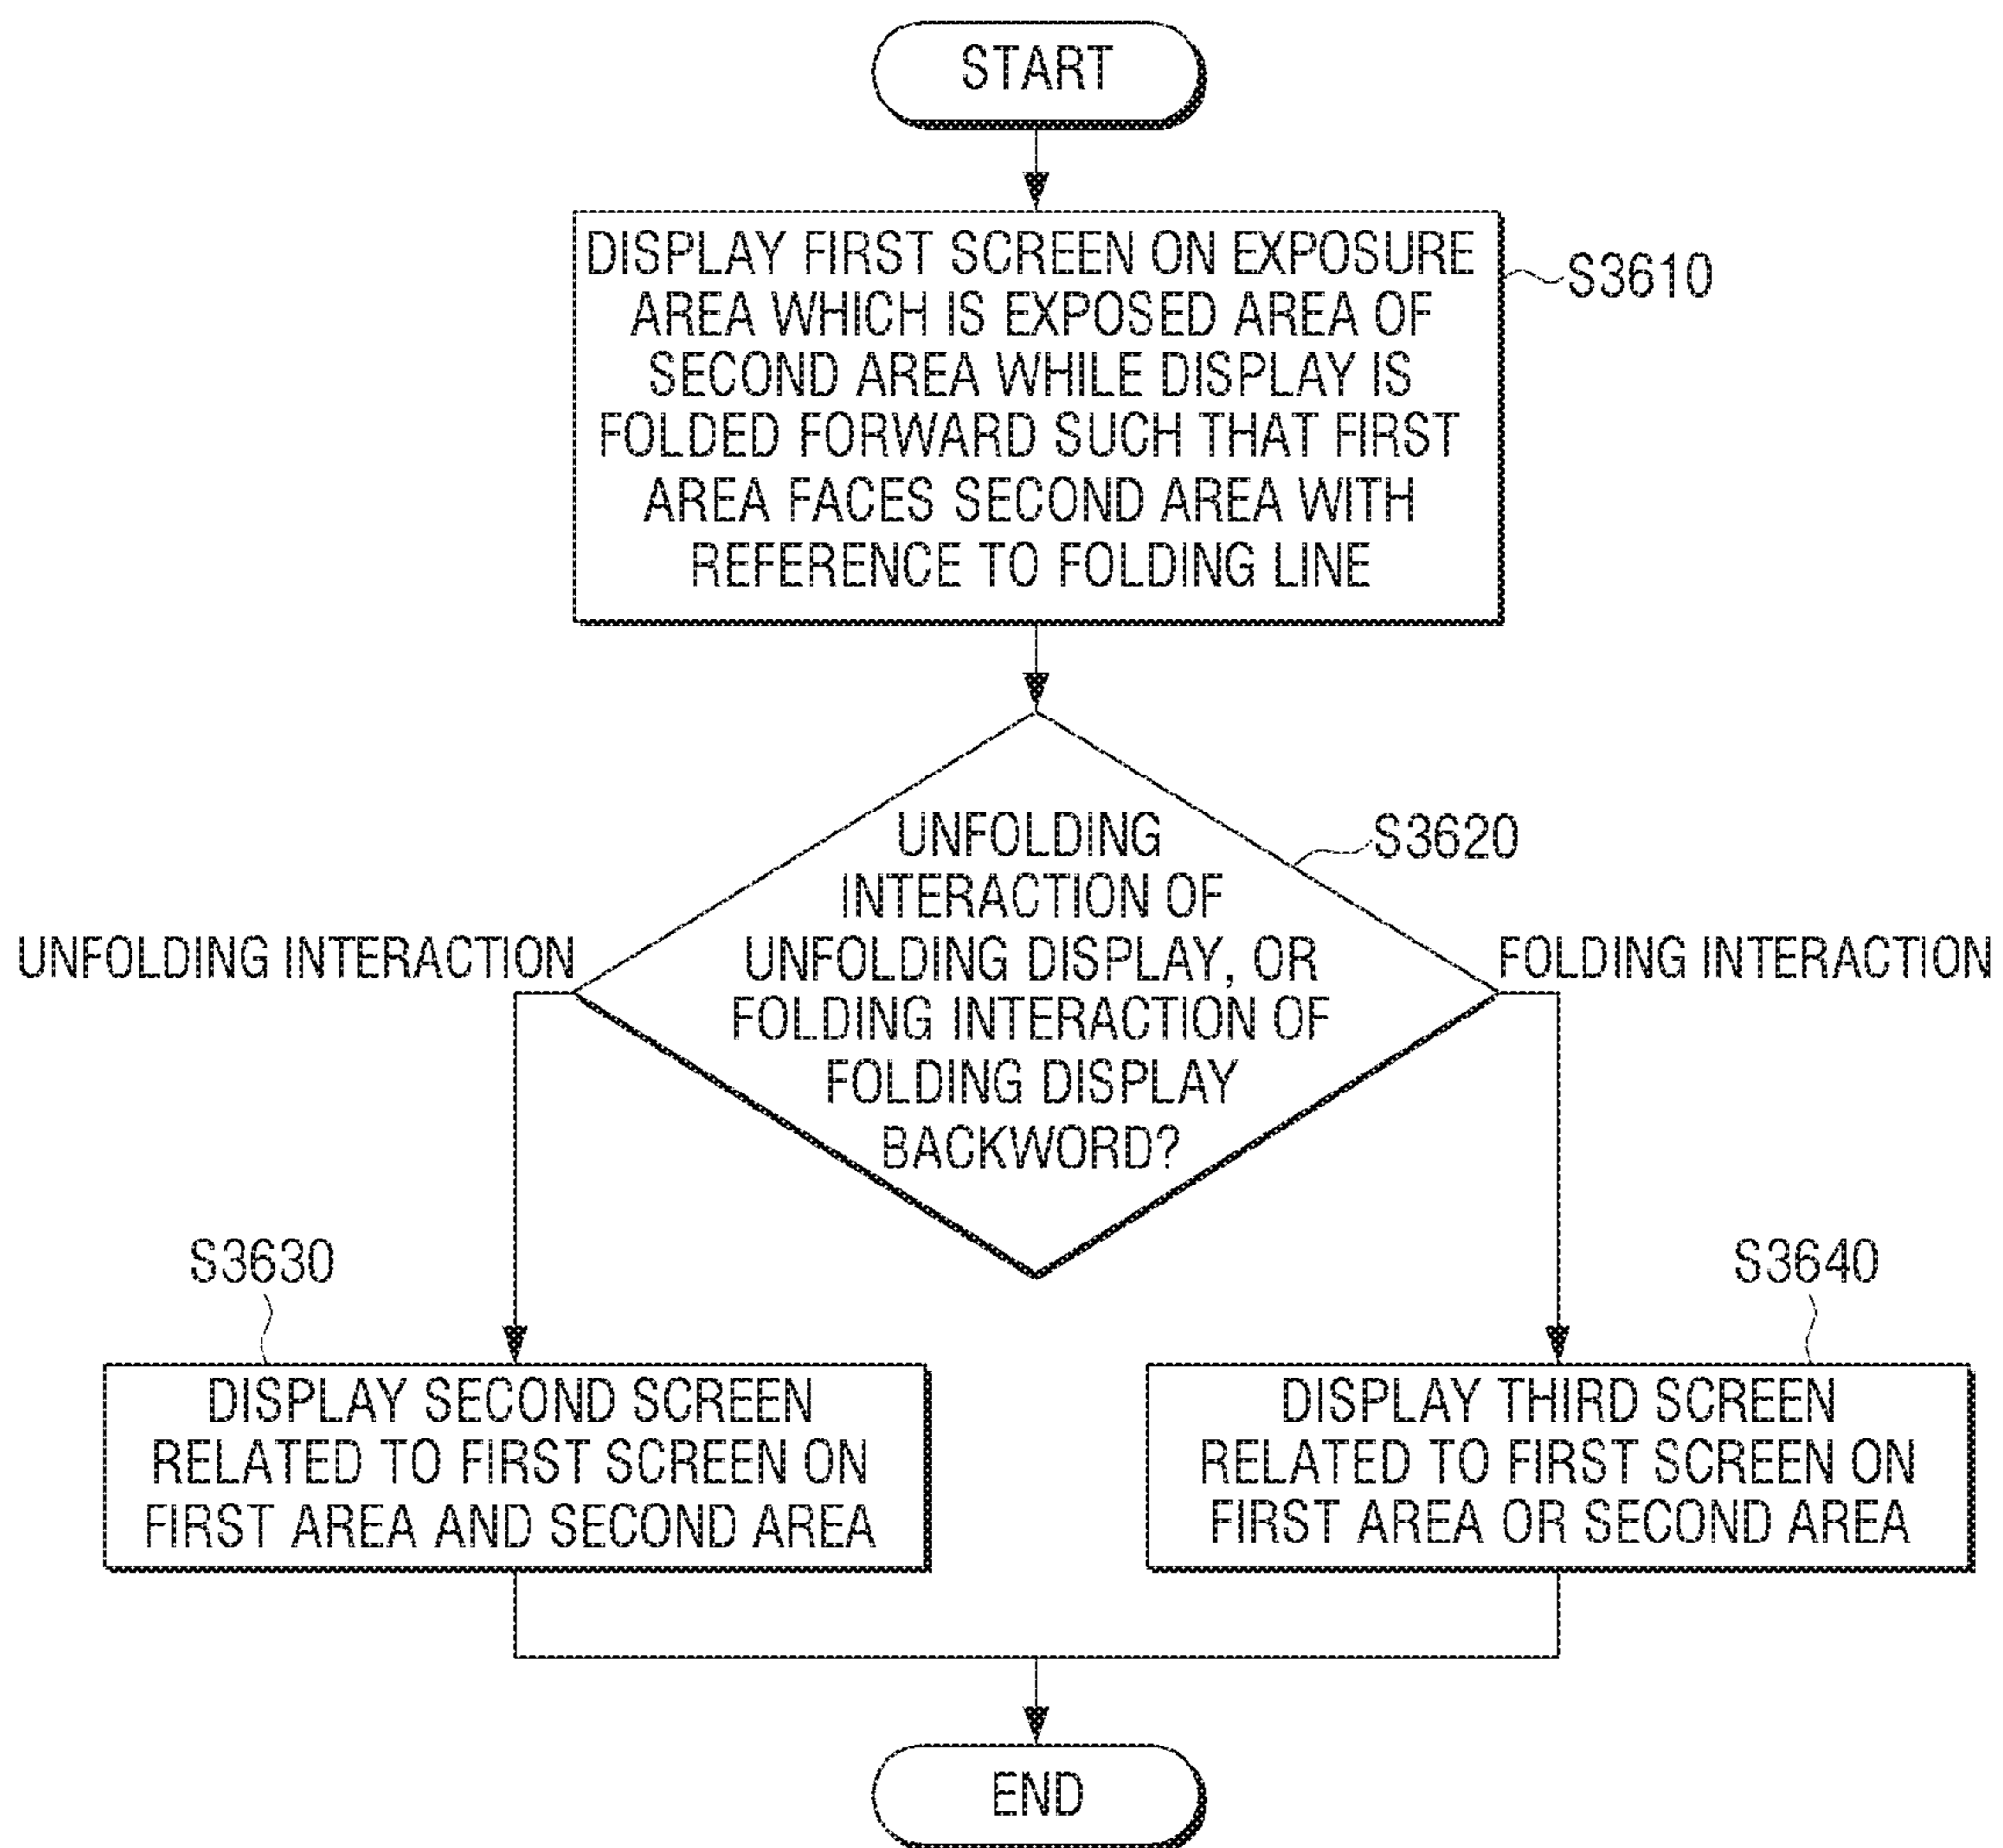 START
DISPLAY FIRST SCREEN ON EXPOSURE
AREA WHICH IS EXPOSED AREA OF
SECOND AREA WHILE DISPLAY IS
FOLDED FORWARD SUCH THAT FIRST
AREA FACES SECOND AREA WITH
REFERENCE TO FOLDING LINE
S3610
UNFOLDING
INTERACTION OF
UNFOLDING DISPLAY, OR
FOLDING INTERACTION OF
FOLDING DISPLAY
BACKWORD?
S3620
UNFOLDING INTERACTION
FOLDING INTERACTION
S3630
DISPLAY SECOND SCREEN
RELATED TO FIRST SCREEN ON
FIRST AREA AND SECOND AREA
S3640
DISPLAY THIRD SCREEN
RELATED TO FIRST SCREEN ON
FIRST AREA OR SECOND AREA
END